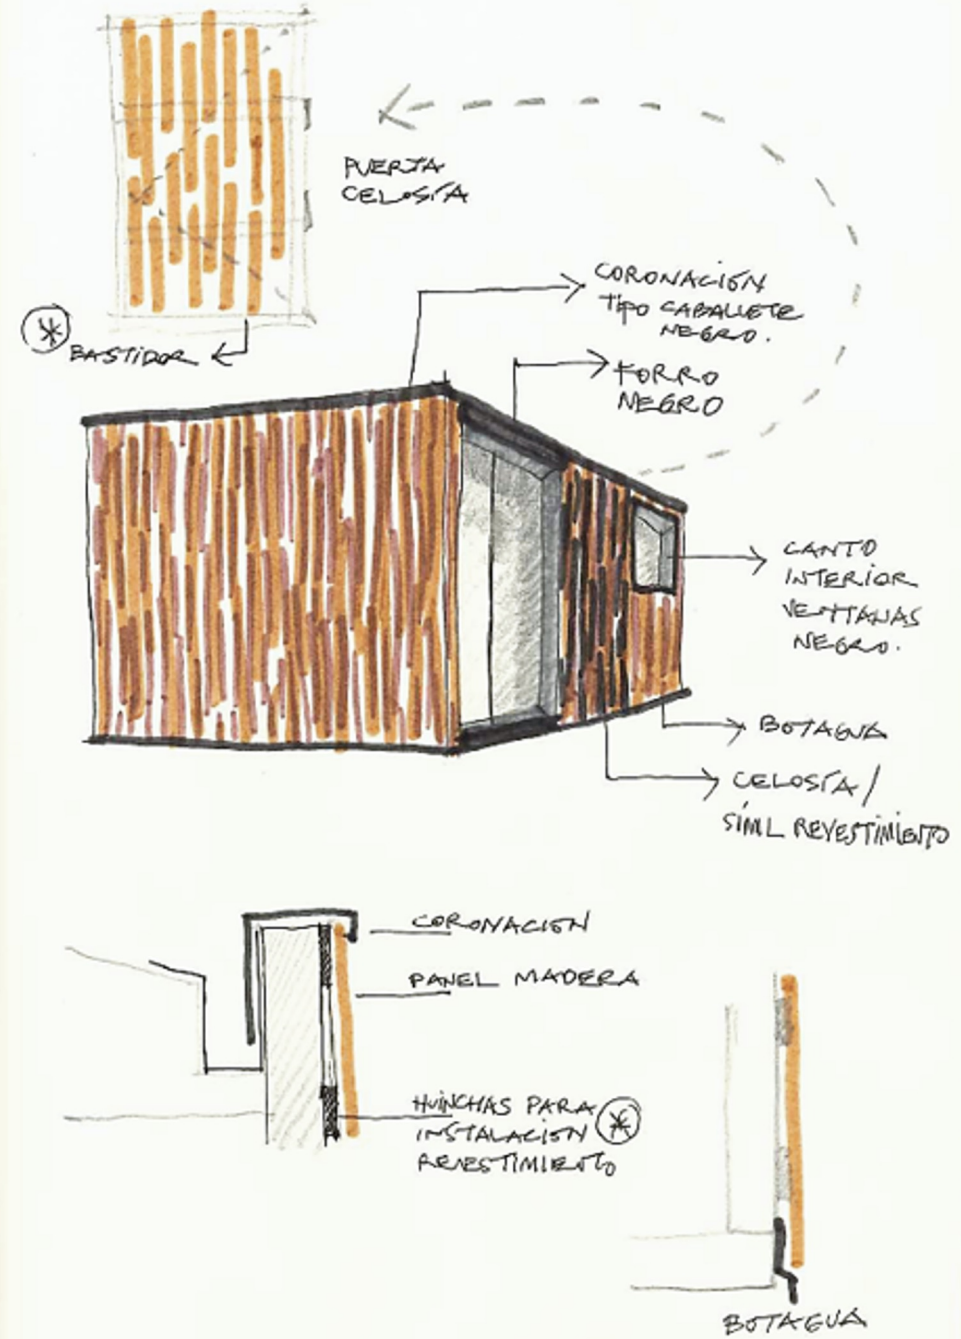 PUERTA
CELOSÍA
CORONACIÓN
TIPO CABALLETE
NEGRO.
BASTIDOR
FORRO
NEGRO
CANTO
INTERIOR
VENTANAS
NEGRO.
BOTAGUA
CELOSÍA/
SÍMIL REVESTIMIENTO
CORONACION
PANEL MADERA
HUINCHAS PARA
INSTALACIÓN
REVESTIMIENTO
BOTAGUA